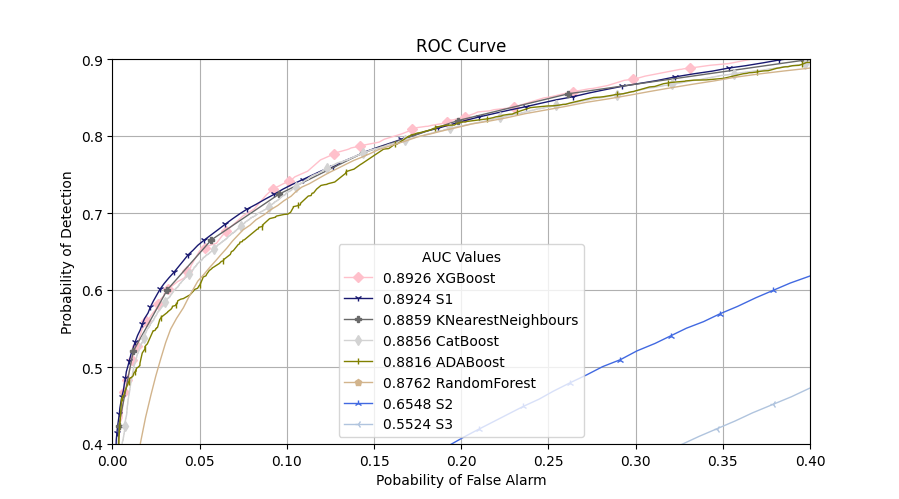 ROC Curve
0.9
0.8
0.7
0.6
0.5
0.4
Probability of Detection
AUC Values
0.8926 XGBoost
0.8924 S1
0.8859 KNearestNeighbours
0.8856 CatBoost
0.8816 ADABoost
0.8762 RandomForest
0.6548 S2
0.5524 S3
0.00 0.05 0.10 0.15 0.20 0.25 0.30 0.35 0.40
Pobability of False Alarm